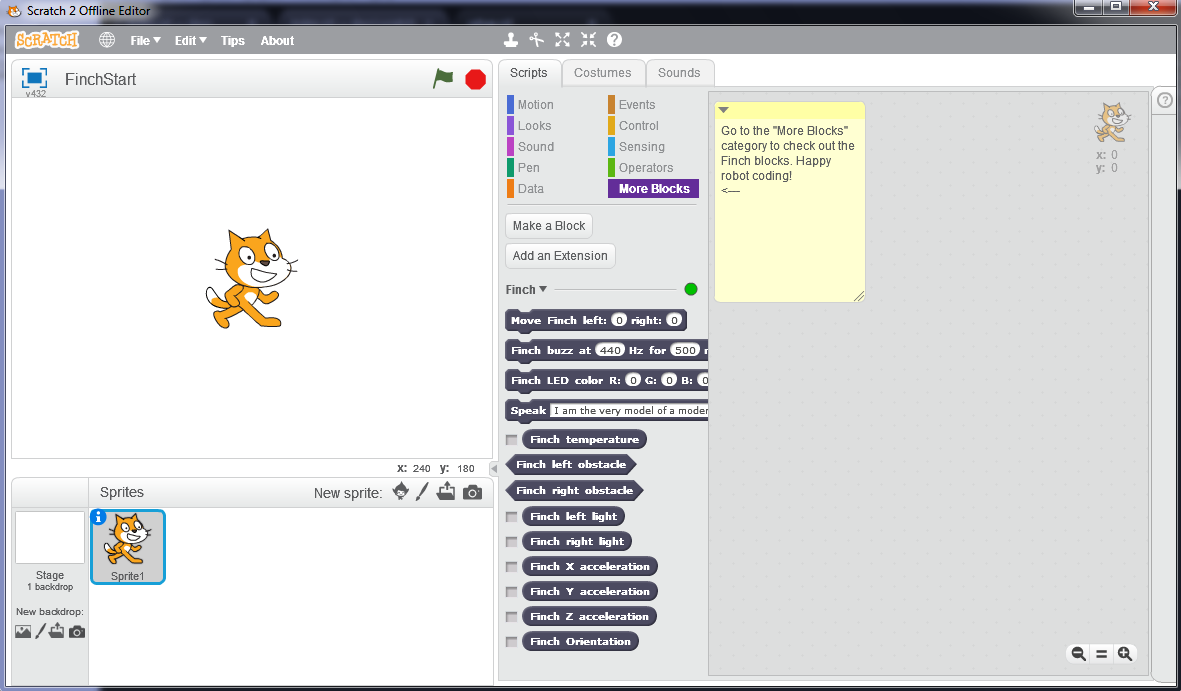 Scratch 2 Offline Editor
SCRATCH File Edit Tips About
v432
FinchStart
Scripts Costumes Sounds
Motion Events
Looks Control
Sound Sensing
Pen Operators
Data More Blocks
Make a Block
Add an Extension
Finch
Move Finch left: 0 right: 0
Finch buzz at 440 Hz for 500
Finch LED color R: 0 G: 0 B: 0
Speak I am the very model of a moder
Finch temperature
Finch left obstacle
Finch right obstacle
Finch left light
Finch right light
Finch X acceleration
Finch Y acceleration
Finch Z acceleration
Finch Orientation
Go to the "More Blocks"
category to check out the
Finch blocks. Happy
robot coding!
<—
x: 0
y: 0
x: 240 y: 180
Sprites New sprite:
Sprite1
Stage
1 backdrop
New backdrop: